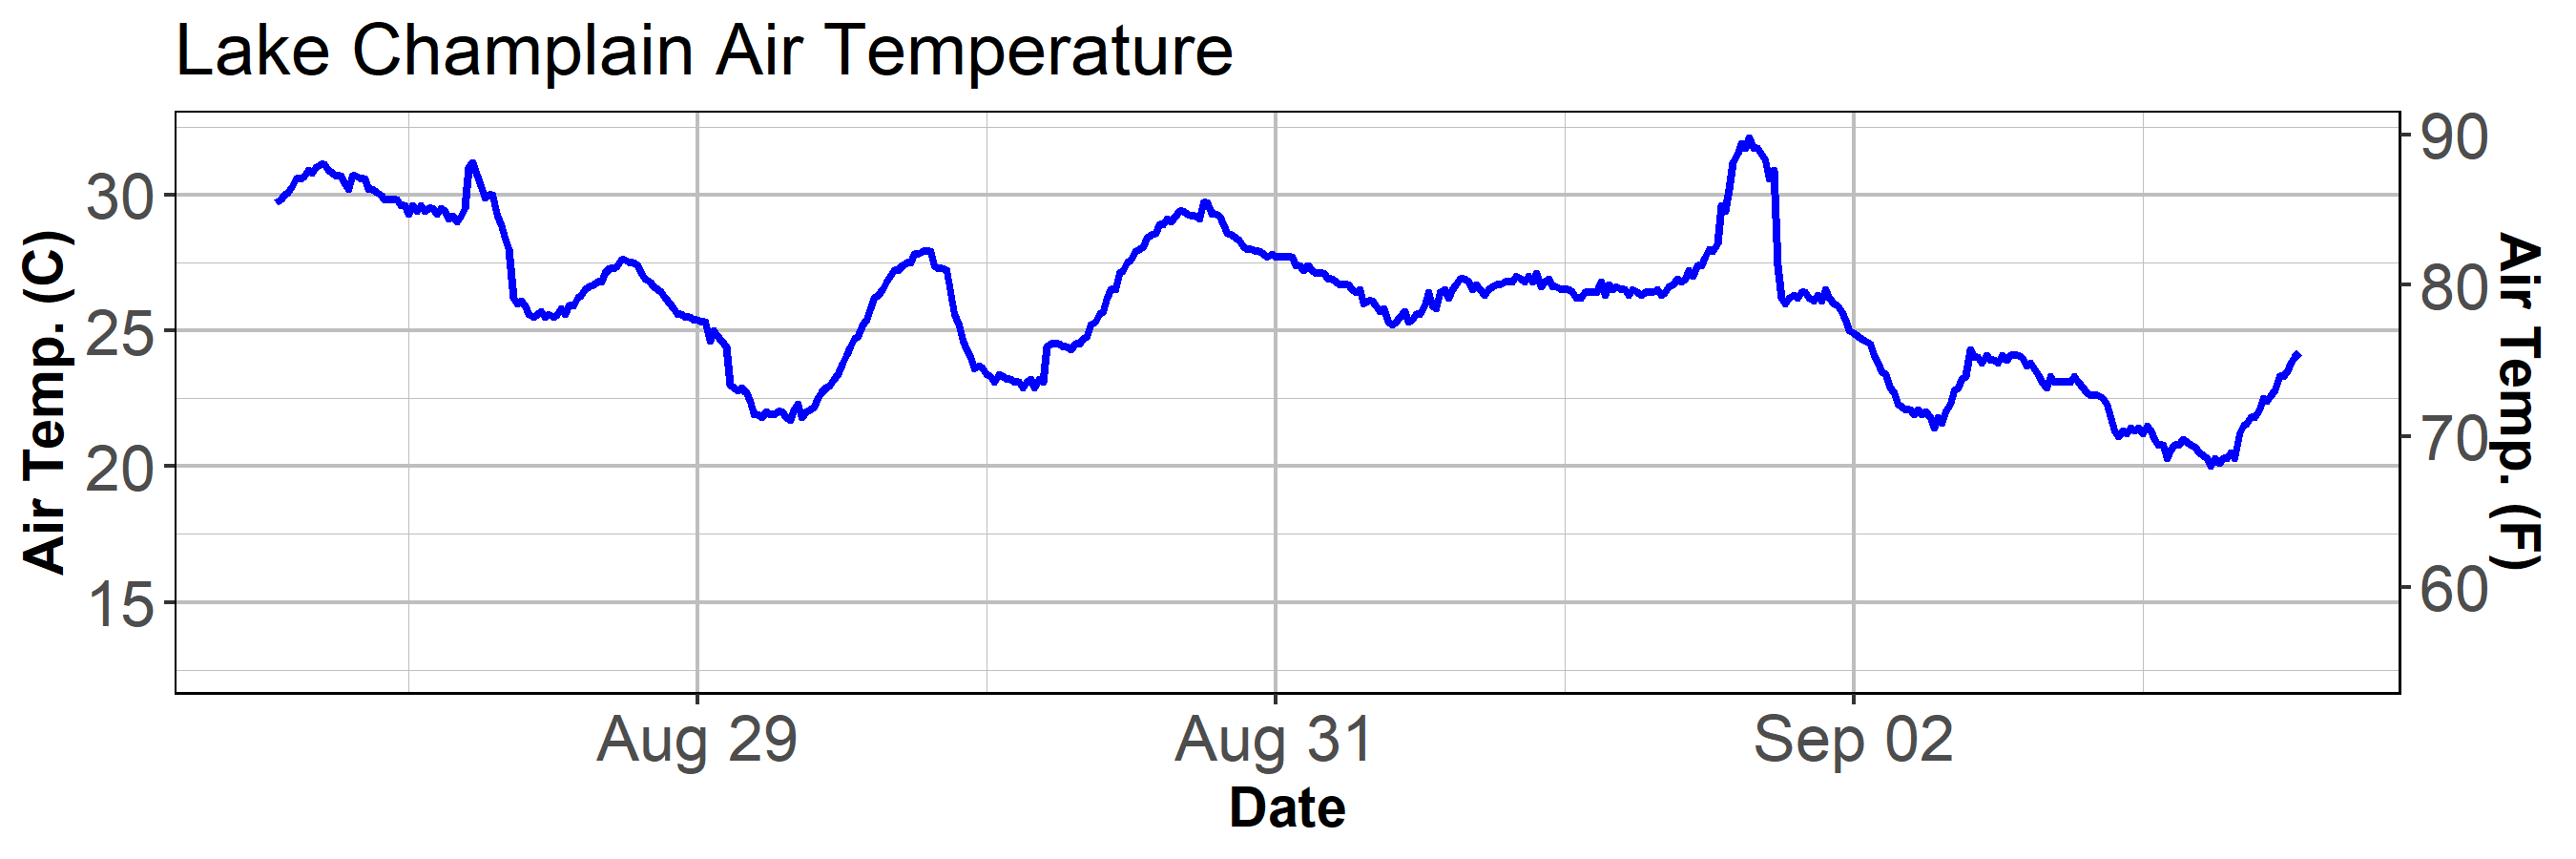 Lake Champlain Air Temperature
Air Temp. (C)
30
25
20
15
90
80
70
60
Air Temp. (F)
Aug 29
Aug 31
Sep 02
Date